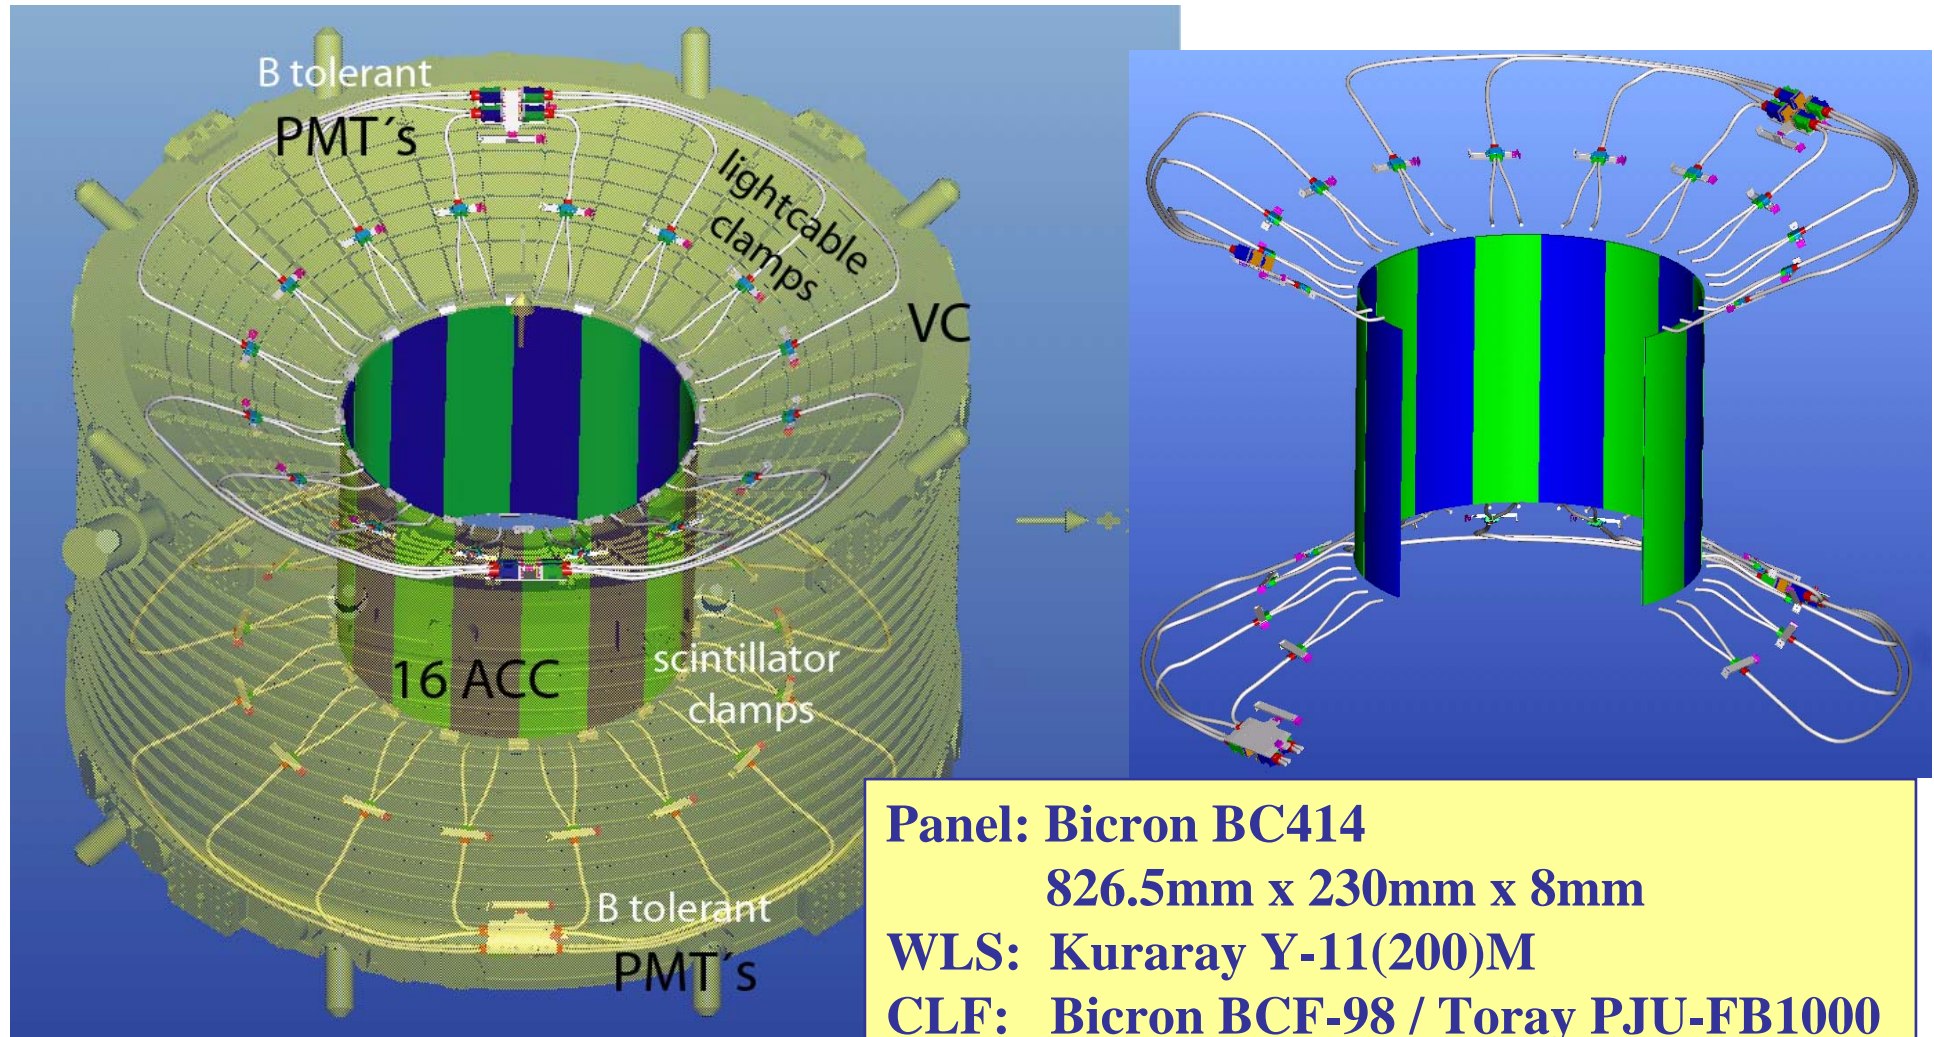 B tolerant
PMT´s
lightcable
clamps
VC
16 ACC
scintillator
clamps
B tolerant
PMT´s
Panel: Bicron BC414
826.5mm x 230mm x 8mm
WLS: Kuraray Y-11(200)M
CLF: Bicron BCF-98 / Toray PJU-FB1000